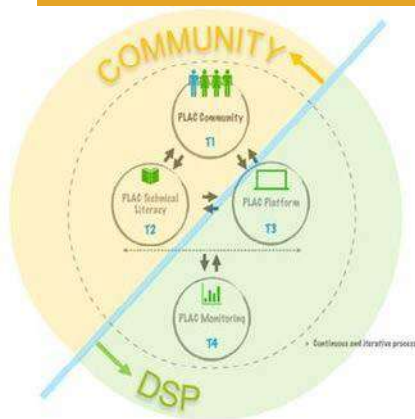 COMMUNITY
PLAC Community
T1
PLAC Technical
Literacy
T2
PLAC Platform
T3
PLAC Monitoring
T4
> Continuous and iterative process
DSP